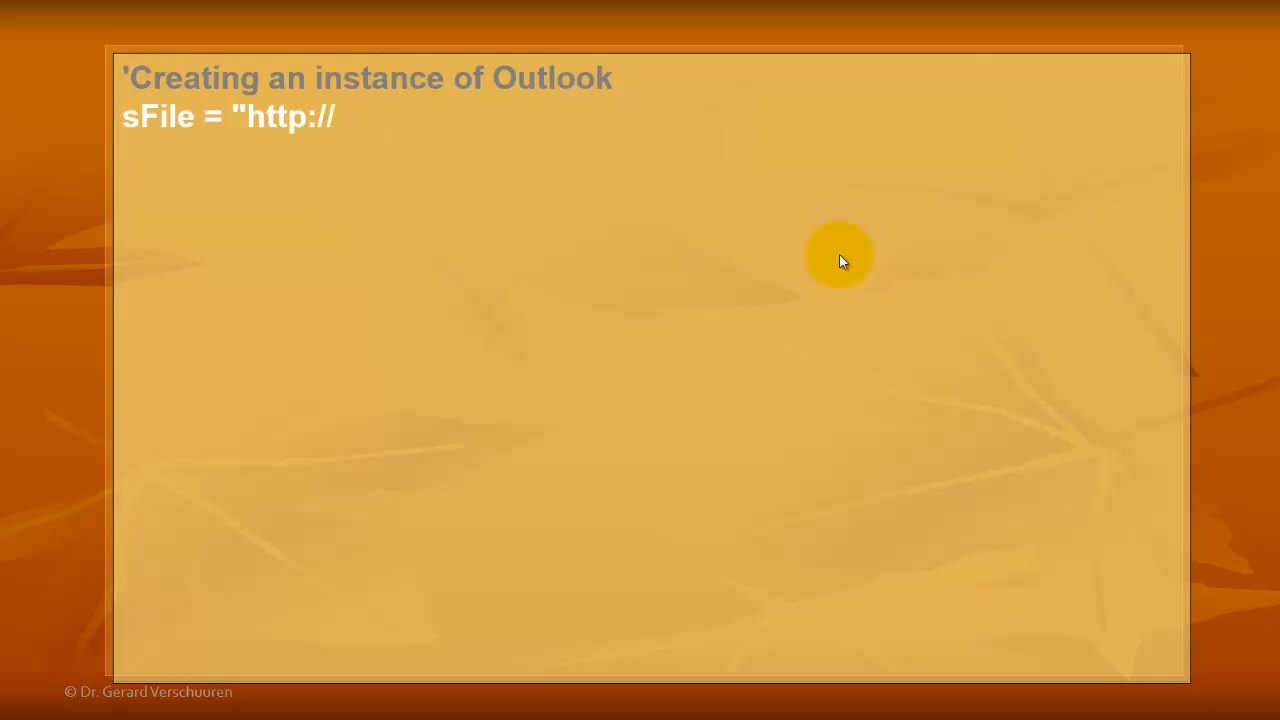 'Creating an instance of Outlook
sFile = "http://
© Dr. Gerard Verschuuren